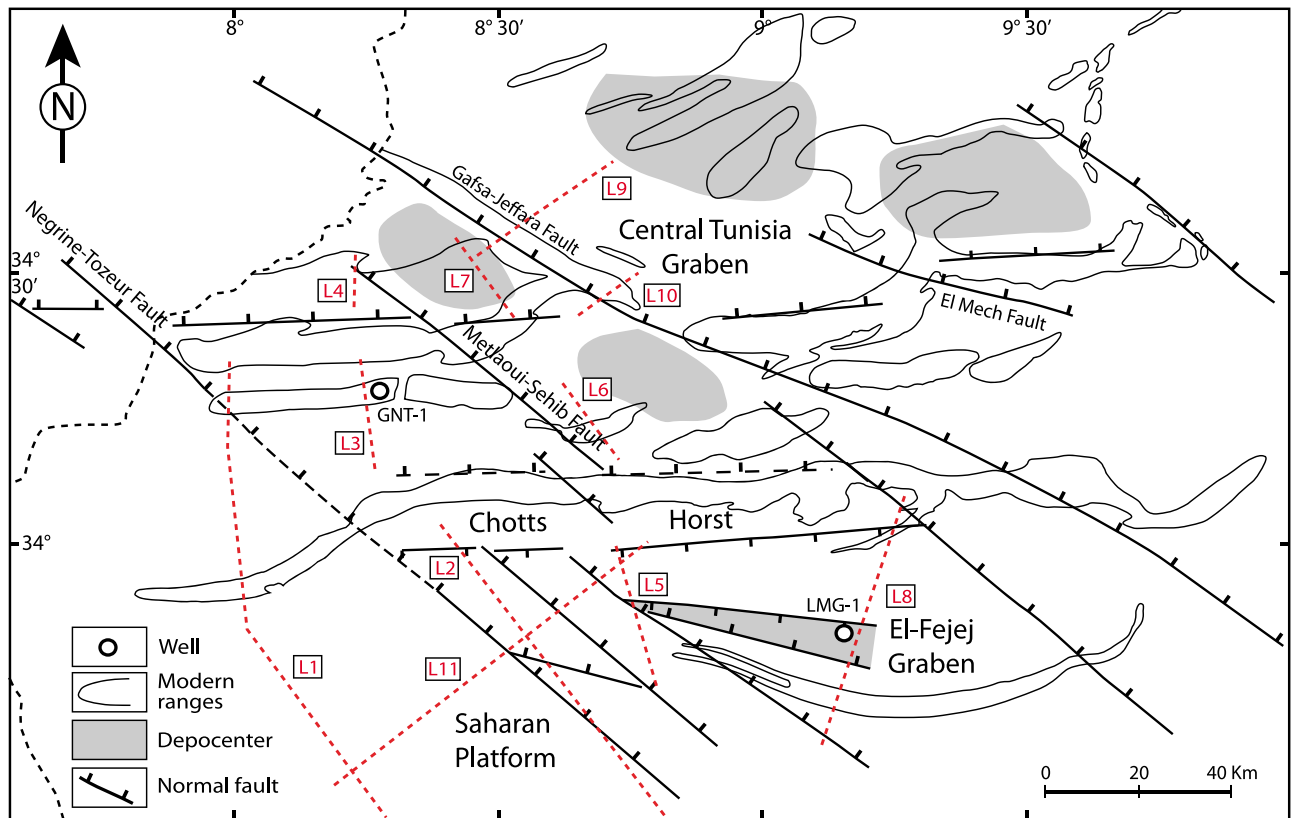 8°
8° 30’
9°
9° 30’
N
Gafsa-Jeffara Fault
L9
Central Tunisia
Graben
Negrine-Tozeur Fault
34°
30’
L4
L7
L10
El Mech Fault
Metlaoui-Sehib Fault
L6
GNT-1
L3
Chotts
Horst
34°
L2
L5
LMG-1
L8
El-Fejej
Graben
L1
L11
Saharan
Platform
Well
Modern
ranges
Depocenter
Normal fault
0 20 40 Km